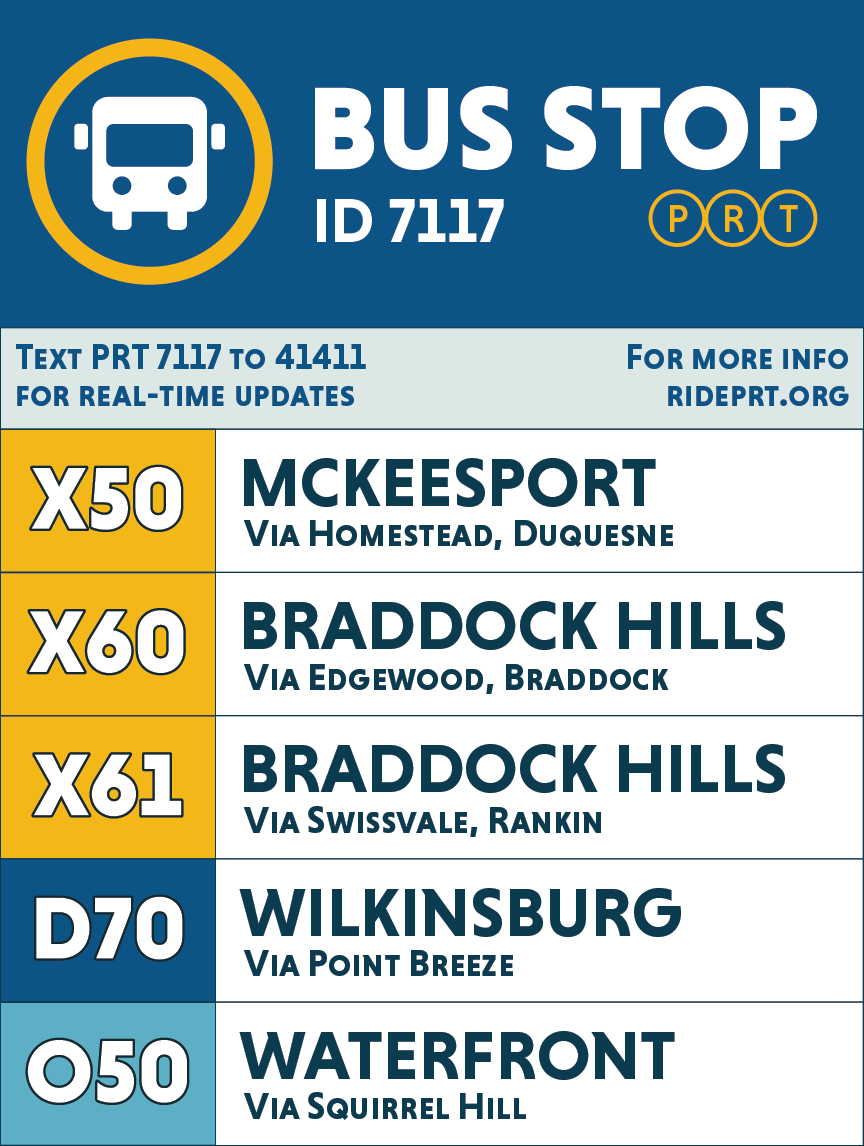 BUS STOP
ID 7117
PRT
TEXT PRT 7117 TO 41411
FOR REAL-TIME UPDATES
FOR MORE INFO
RIDEPRT.ORG
X50
MCKEESPORT
VIA HOMESTEAD, DUQUESNE
X60
BRADDOCK HILLS
VIA EDGEWOOD, BRADDOCK
X61
BRADDOCK HILLS
VIA SWISSVALE, RANKIN
D70
WILKINSBURG
VIA POINT BREEZE
O50
WATERFRONT
VIA SQUIRREL HILL